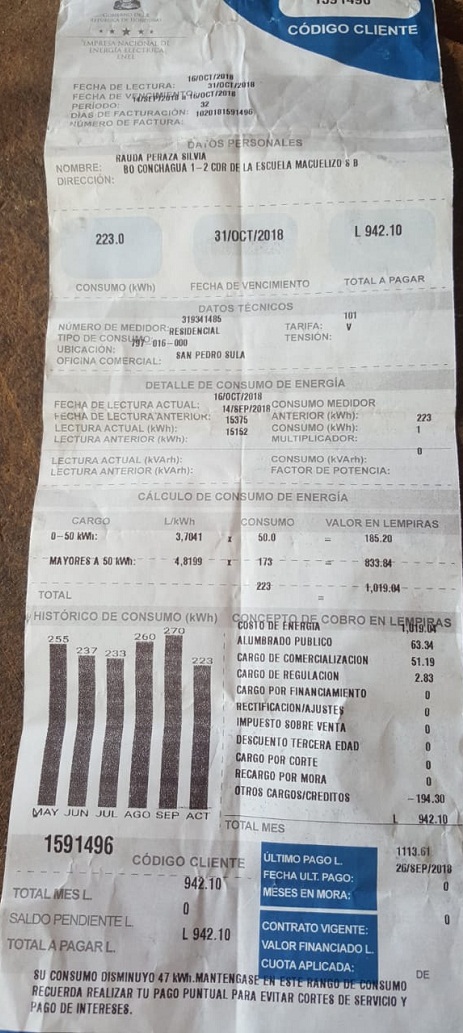 1591496
CÓDIGO CLIENTE
GOBIERNO DE LA
REPÚBLICA DE HONDURAS
EMPRESA NACIONAL DE
ENERGÍA ELÉCTRICA
ENEE
FECHA DE LECTURA: 16/OCT/2018
FECHA DE VENCIMIENTO: 31/OCT/2018
PERÍODO: 14/SEP/2018 a 16/OCT/2018
DÍAS DE FACTURACIÓN: 32
NÚMERO DE FACTURA: 1020181591496
DATOS PERSONALES
NOMBRE: RAUDA PERAZA SILVIA
DIRECCIÓN: BO CONCHAGUA 1-2 CDR DE LA ESCUELA MACUELIZO S B
223.0 31/OCT/2018 L 942.10
CONSUMO (kWh) FECHA DE VENCIMIENTO TOTAL A PAGAR
DATOS TÉCNICOS
NÚMERO DE MEDIDOR: 319341485 TARIFA: 101
TIPO DE CONSUMO: RESIDENCIAL TENSIÓN: V
UBICACIÓN: 797-016-000
OFICINA COMERCIAL: SAN PEDRO SULA
DETALLE DE CONSUMO DE ENERGÍA
FECHA DE LECTURA ACTUAL: 16/OCT/2018 CONSUMO MEDIDOR
FECHA DE LECTURA ANTERIOR: 14/SEP/2018 ANTERIOR (kWh):
LECTURA ACTUAL (kWh): 15375 CONSUMO (kWh): 223
LECTURA ANTERIOR (kWh): 15152 MULTIPLICADOR: 1
LECTURA ACTUAL (kVArh): CONSUMO (kVArh): 0
LECTURA ANTERIOR (kVArh): FACTOR DE POTENCIA:
CÁLCULO DE CONSUMO DE ENERGÍA
CARGO L/kWh CONSUMO VALOR EN LEMPIRAS
0-50 kWh: 3,7041 x 50.0 = 185.20
MAYORES A 50 kWh: 4,8199 x 173 = 833.84
TOTAL 223 = 1,019.04
HISTÓRICO DE CONSUMO (kWh)
255 237 233 260 270 223
MAY JUN JUL AGO SEP ACT
CONCEPTO DE COBRO EN LEMPIRAS
COSTO DE ENERGIA 1,019.04
ALUMBRADO PUBLICO 63.34
CARGO DE COMERCIALIZACION 51.19
CARGO DE REGULACION 2.83
CARGO POR FINANCIAMIENTO 0
RECTIFICACION/AJUSTES 0
IMPUESTO SOBRE VENTA 0
DESCUENTO TERCERA EDAD 0
CARGO POR CORTE 0
RECARGO POR MORA 0
OTROS CARGOS/CREDITOS -194.30
TOTAL MES L 942.10
1591496
CÓDIGO CLIENTE
TOTAL MES L. 942.10
SALDO PENDIENTE L. 0
TOTAL A PAGAR L. L 942.10
ÚLTIMO PAGO L. 1113.61
FECHA ULT. PAGO: 26/SEP/2018
MESES EN MORA: 0
CONTRATO VIGENTE: 0
VALOR FINANCIADO L.
CUOTA APLICADA: DE
SU CONSUMO DISMINUYO 47 kWh.MANTENGASE EN ESTE RANGO DE CONSUMO
RECUERDA REALIZAR TU PAGO PUNTUAL PARA EVITAR CORTES DE SERVICIO Y
PAGO DE INTERESES.